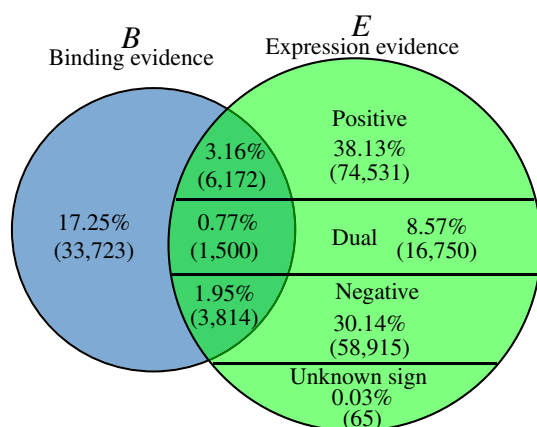 B
Binding evidence
E
Expression evidence
Positive
38.13%
(74,531)
3.16%
(6,172)
17.25%
(33,723)
0.77%
(1,500)
Dual
8.57%
(16,750)
1.95%
(3,814)
Negative
30.14%
(58,915)
Unknown sign
0.03%
(65)